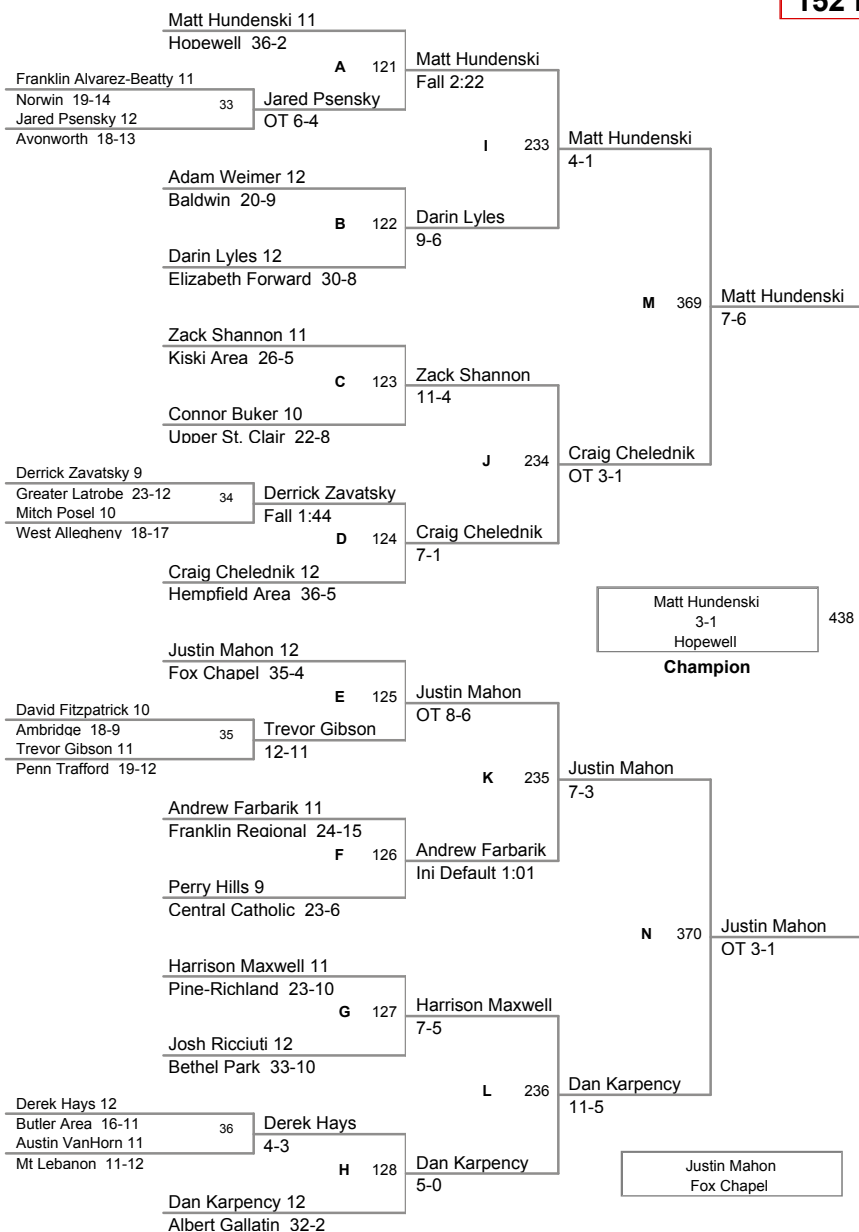 152
Matt Hundenski 11
Hopewell 36-2
A 121
Matt Hundenski
Fall 2:22
Franklin Alvarez-Beatty 11
Norwin 19-14
33
Jared Psensky 12
Avonworth 18-13
Jared Psensky
OT 6-4
I 233
Matt Hundenski
4-1
Adam Weimer 12
Baldwin 20-9
B 122
Darin Lyles
9-6
Darin Lyles 12
Elizabeth Forward 30-8
M 369
Matt Hundenski
7-6
Zack Shannon 11
Kiski Area 26-5
C 123
Zack Shannon
11-4
Connor Buker 10
Upper St. Clair 22-8
J 234
Craig Chelednik
OT 3-1
Derrick Zavatsky 9
Greater Latrobe 23-12
34
Mitch Posel 10
West Allegheny 18-17
Derrick Zavatsky
Fall 1:44
D 124
Craig Chelednik
7-1
Craig Chelednik 12
Hempfield Area 36-5
Matt Hundenski
3-1
Hopewell
438
Champion
Justin Mahon 12
Fox Chapel 35-4
E 125
Justin Mahon
OT 8-6
David Fitzpatrick 10
Ambridge 18-9
35
Trevor Gibson 11
Penn Trafford 19-12
Trevor Gibson
12-11
K 235
Justin Mahon
7-3
Andrew Farbarik 11
Franklin Regional 24-15
F 126
Andrew Farbarik
Inj Default 1:01
Perry Hills 9
Central Catholic 23-6
N 370
Justin Mahon
OT 3-1
Harrison Maxwell 11
Pine-Richland 23-10
G 127
Harrison Maxwell
7-5
Josh Ricciuti 12
Bethel Park 33-10
L 236
Dan Karpency
11-5
Derek Hays 12
Butler Area 16-11
36
Austin VanHorn 11
Mt Lebanon 11-12
Derek Hays
4-3
H 128
Dan Karpency
5-0
Dan Karpency 12
Albert Gallatin 32-2
Justin Mahon
Fox Chapel